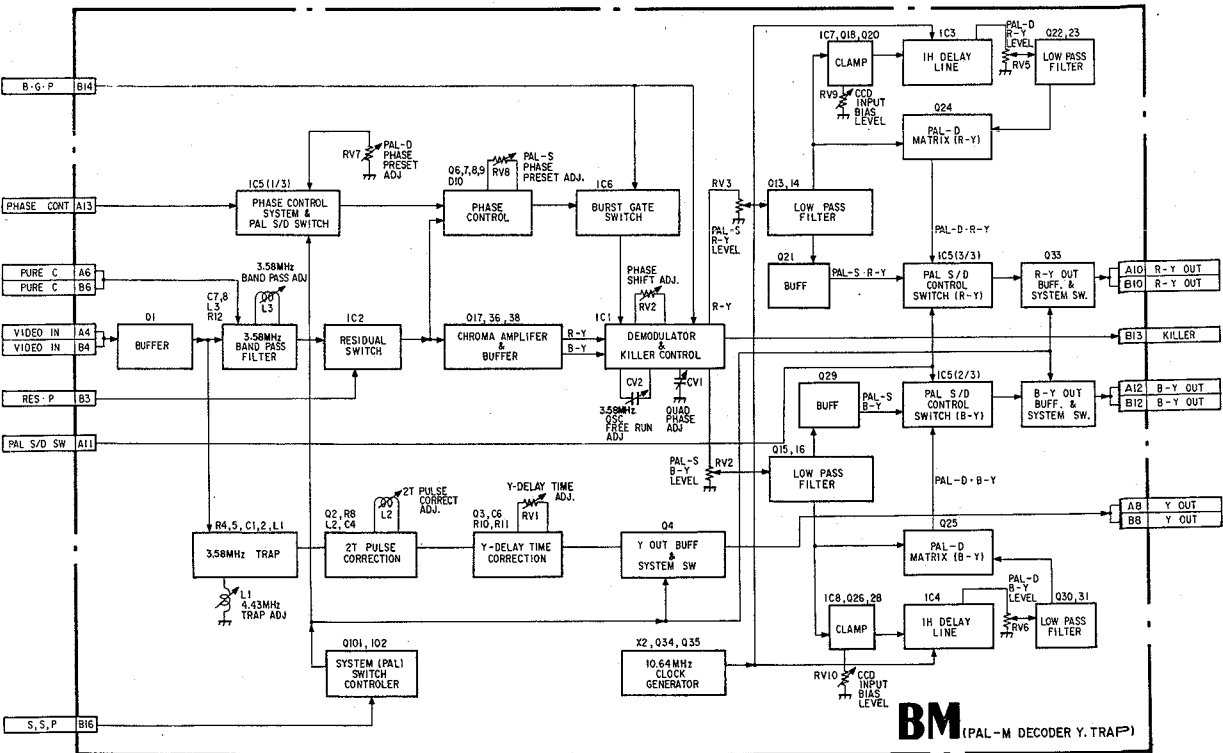 B·G·P B14
PHASE CONT A13
PURE C A6
PURE C B6
VIDEO IN A4
VIDEO IN B4
RES·P B3
PAL S/D SW A11
S,S,P B16
RV7
PAL-D
PHASE
PRESET
ADJ
IC5(1/3)
PHASE CONTROL
SYSTEM &
PAL S/D SWITCH
Q6,7,8,9
D10
RV8
PAL-S
PHASE
PRESET ADJ.
PHASE
CONTROL
IC6
BURST GATE
SWITCH
3.58MHz
BAND PASS ADJ
L3
C7,8
L3
R12
Q1
BUFFER
3.58MHz
BAND PASS
FILTER
IC2
RESIDUAL
SWITCH
Q17, 36, 38
CHROMA AMPLIFER
&
BUFFER
R-Y
B-Y
PHASE
SHIFT ADJ.
RV2
IC1
DEMODULATOR
&
KILLER CONTROL
CV2
3.58MHz
OSC
FREE RUN
ADJ
CV1
QUAD
PHASE
ADJ
R-Y
RV3
PAL-S
R-Y
LEVEL
PAL-S
B-Y
LEVEL
RV2
IC7, Q18, Q20
CLAMP
RV9
CCD
INPUT
BIAS
LEVEL
IC3
1H DELAY
LINE
PAL-D
R-Y
LEVEL
RV5
Q22, 23
LOW PASS
FILTER
Q24
PAL-D
MATRIX (R-Y)
Q13, 14
LOW PASS
FILTER
PAL-D·R-Y
Q21
BUFF
PAL-S·R-Y
IC5(3/3)
PAL S/D
CONTROL
SWITCH (R-Y)
Q33
R-Y OUT
BUFF. &
SYSTEM SW.
A10 R-Y OUT
B10 R-Y OUT
B13 KILLER
Q29
BUFF
PAL-S
B-Y
IC5(2/3)
PAL S/D
CONTROL
SWITCH (B-Y)
B-Y OUT
BUFF. &
SYSTEM SW.
A12 B-Y OUT
B12 B-Y OUT
Q15, 16
LOW PASS
FILTER
PAL-D·B-Y
A8 Y OUT
B8 Y OUT
R4,5, C1,2, L1
3.58MHz TRAP
L1
4.43MHz
TRAP ADJ
Q2, R8
L2, C4
L2
2T PULSE
CORRECT
ADJ.
2T PULSE
CORRECTION
Y-DELAY TIME
ADJ.
Q3, C6
R10, R11
RV1
Y-DELAY TIME
CORRECTION
Q4
Y OUT BUFF
&
SYSTEM SW
Q25
PAL-D
MATRIX (B-Y)
IC8, Q26, 28
CLAMP
RV10
CCD
INPUT
BIAS
LEVEL
IC4
1H DELAY
LINE
PAL-D
B-Y
LEVEL
RV6
Q30, 31
LOW PASS
FILTER
Q101, 102
SYSTEM (PAL)
SWITCH
CONTROLER
X2, Q34, Q35
10.64MHz
CLOCK
GENERATOR
BM (PAL-M DECODER Y. TRAP)